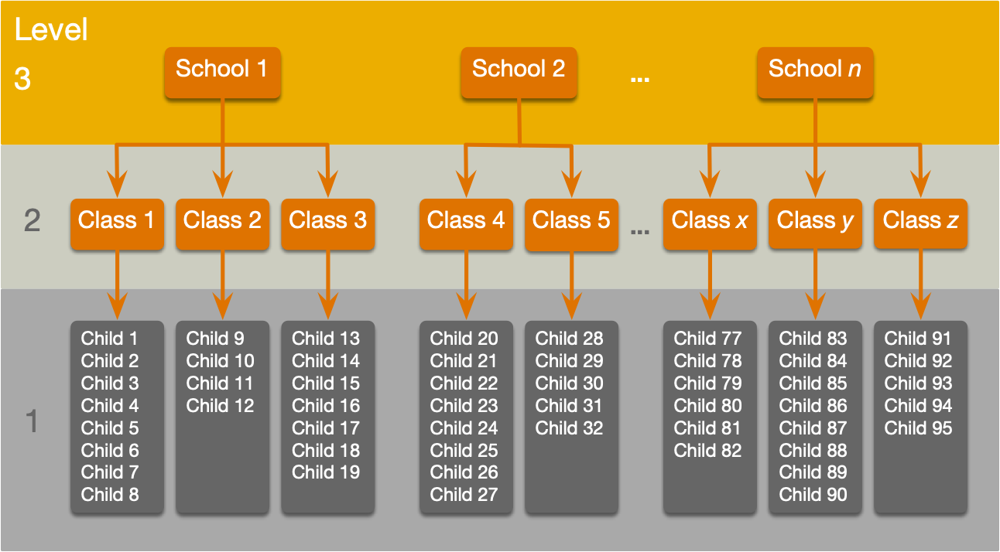 Level
3
School 1
School 2
...
School n
2
Class 1
Class 2
Class 3
Class 4
Class 5
...
Class x
Class y
Class z
1
Child 1
Child 2
Child 3
Child 4
Child 5
Child 6
Child 7
Child 8
Child 9
Child 10
Child 11
Child 12
Child 13
Child 14
Child 15
Child 16
Child 17
Child 18
Child 19
Child 20
Child 21
Child 22
Child 23
Child 24
Child 25
Child 26
Child 27
Child 28
Child 29
Child 30
Child 31
Child 32
Child 77
Child 78
Child 79
Child 80
Child 81
Child 82
Child 83
Child 84
Child 85
Child 86
Child 87
Child 88
Child 89
Child 90
Child 91
Child 92
Child 93
Child 94
Child 95